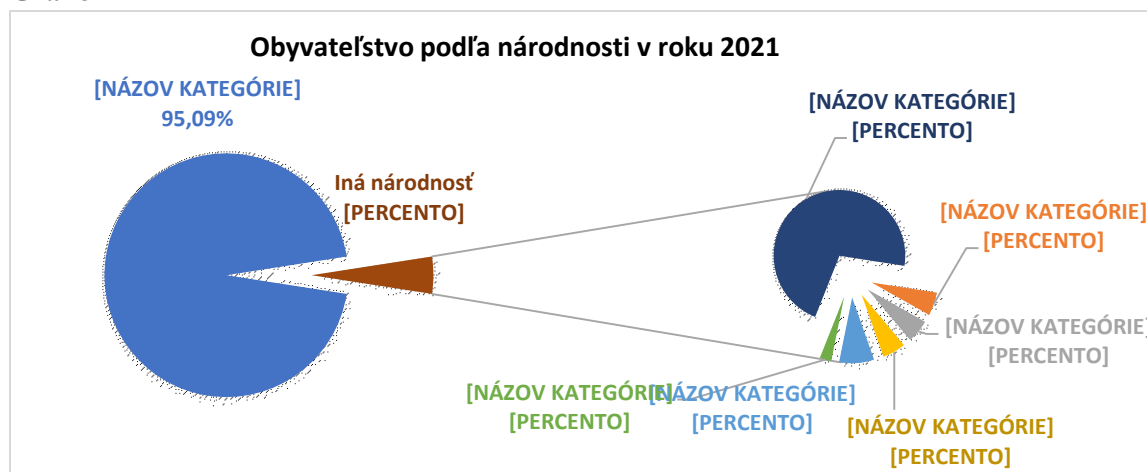 Obyvateľstvo podľa národnosti v roku 2021
[NÁZOV KATEGÓRIE]
95,09%
Iná národnosť
[PERCENTO]
[NÁZOV KATEGÓRIE]
[PERCENTO]
[NÁZOV KATEGÓRIE]
[PERCENTO]
[NÁZOV KATEGÓRIE]
[PERCENTO]
[NÁZOV KATEGÓRIE]
[PERCENTO]
[NÁZOV KATEGÓRIE]
[PERCENTO]
[NÁZOV KATEGÓRIE]
[PERCENTO]